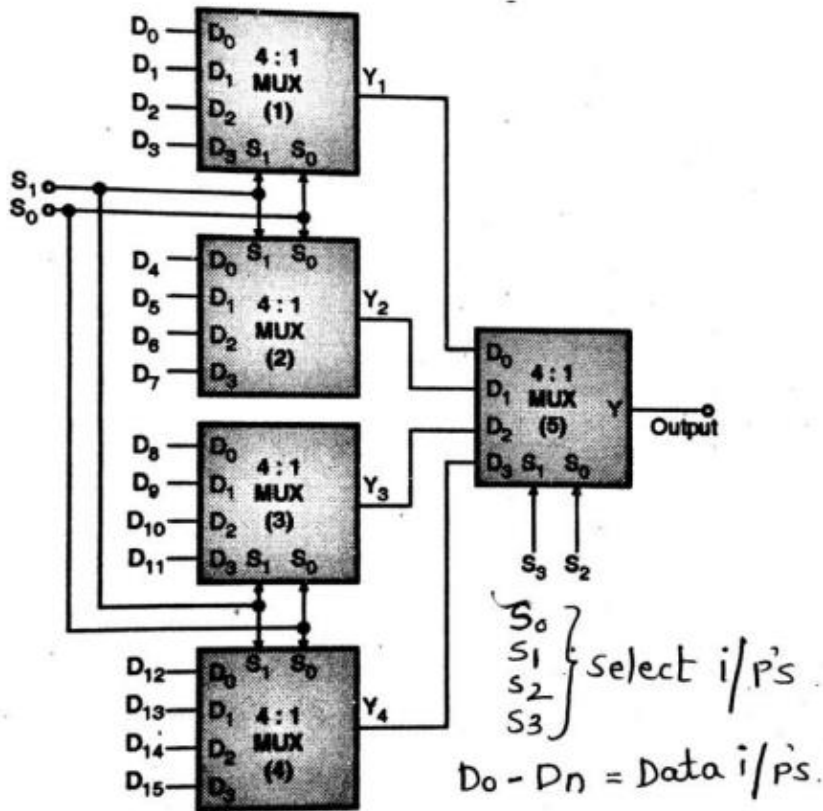 D₀ D₀ 4 : 1
D₁ D₁ MUX Y₁
D₂ D₂ (1)
D₃ D₃ S₁ S₀
S₁
S₀
S₁ S₀
D₄ D₀
D₅ D₁ 4 : 1 Y₂
D₆ D₂ MUX
D₇ D₃ (2)
D₈ D₀
D₉ D₁ 4 : 1 Y₃
D₁₀ D₂ MUX (3)
D₁₁ D₃ S₁ S₀
S₁ S₀
D₁₂ D₀
D₁₃ D₁ 4 : 1 Y₄
D₁₄ D₂ MUX
D₁₅ D₃ (4)
D₀ 4 : 1
D₁ MUX Y
D₂ (5)
D₃ S₁ S₀
Output
S₃ S₂
S₀
S₁
S₂
S₃
select i/p's
D₀ - Dn = Data i/p's.